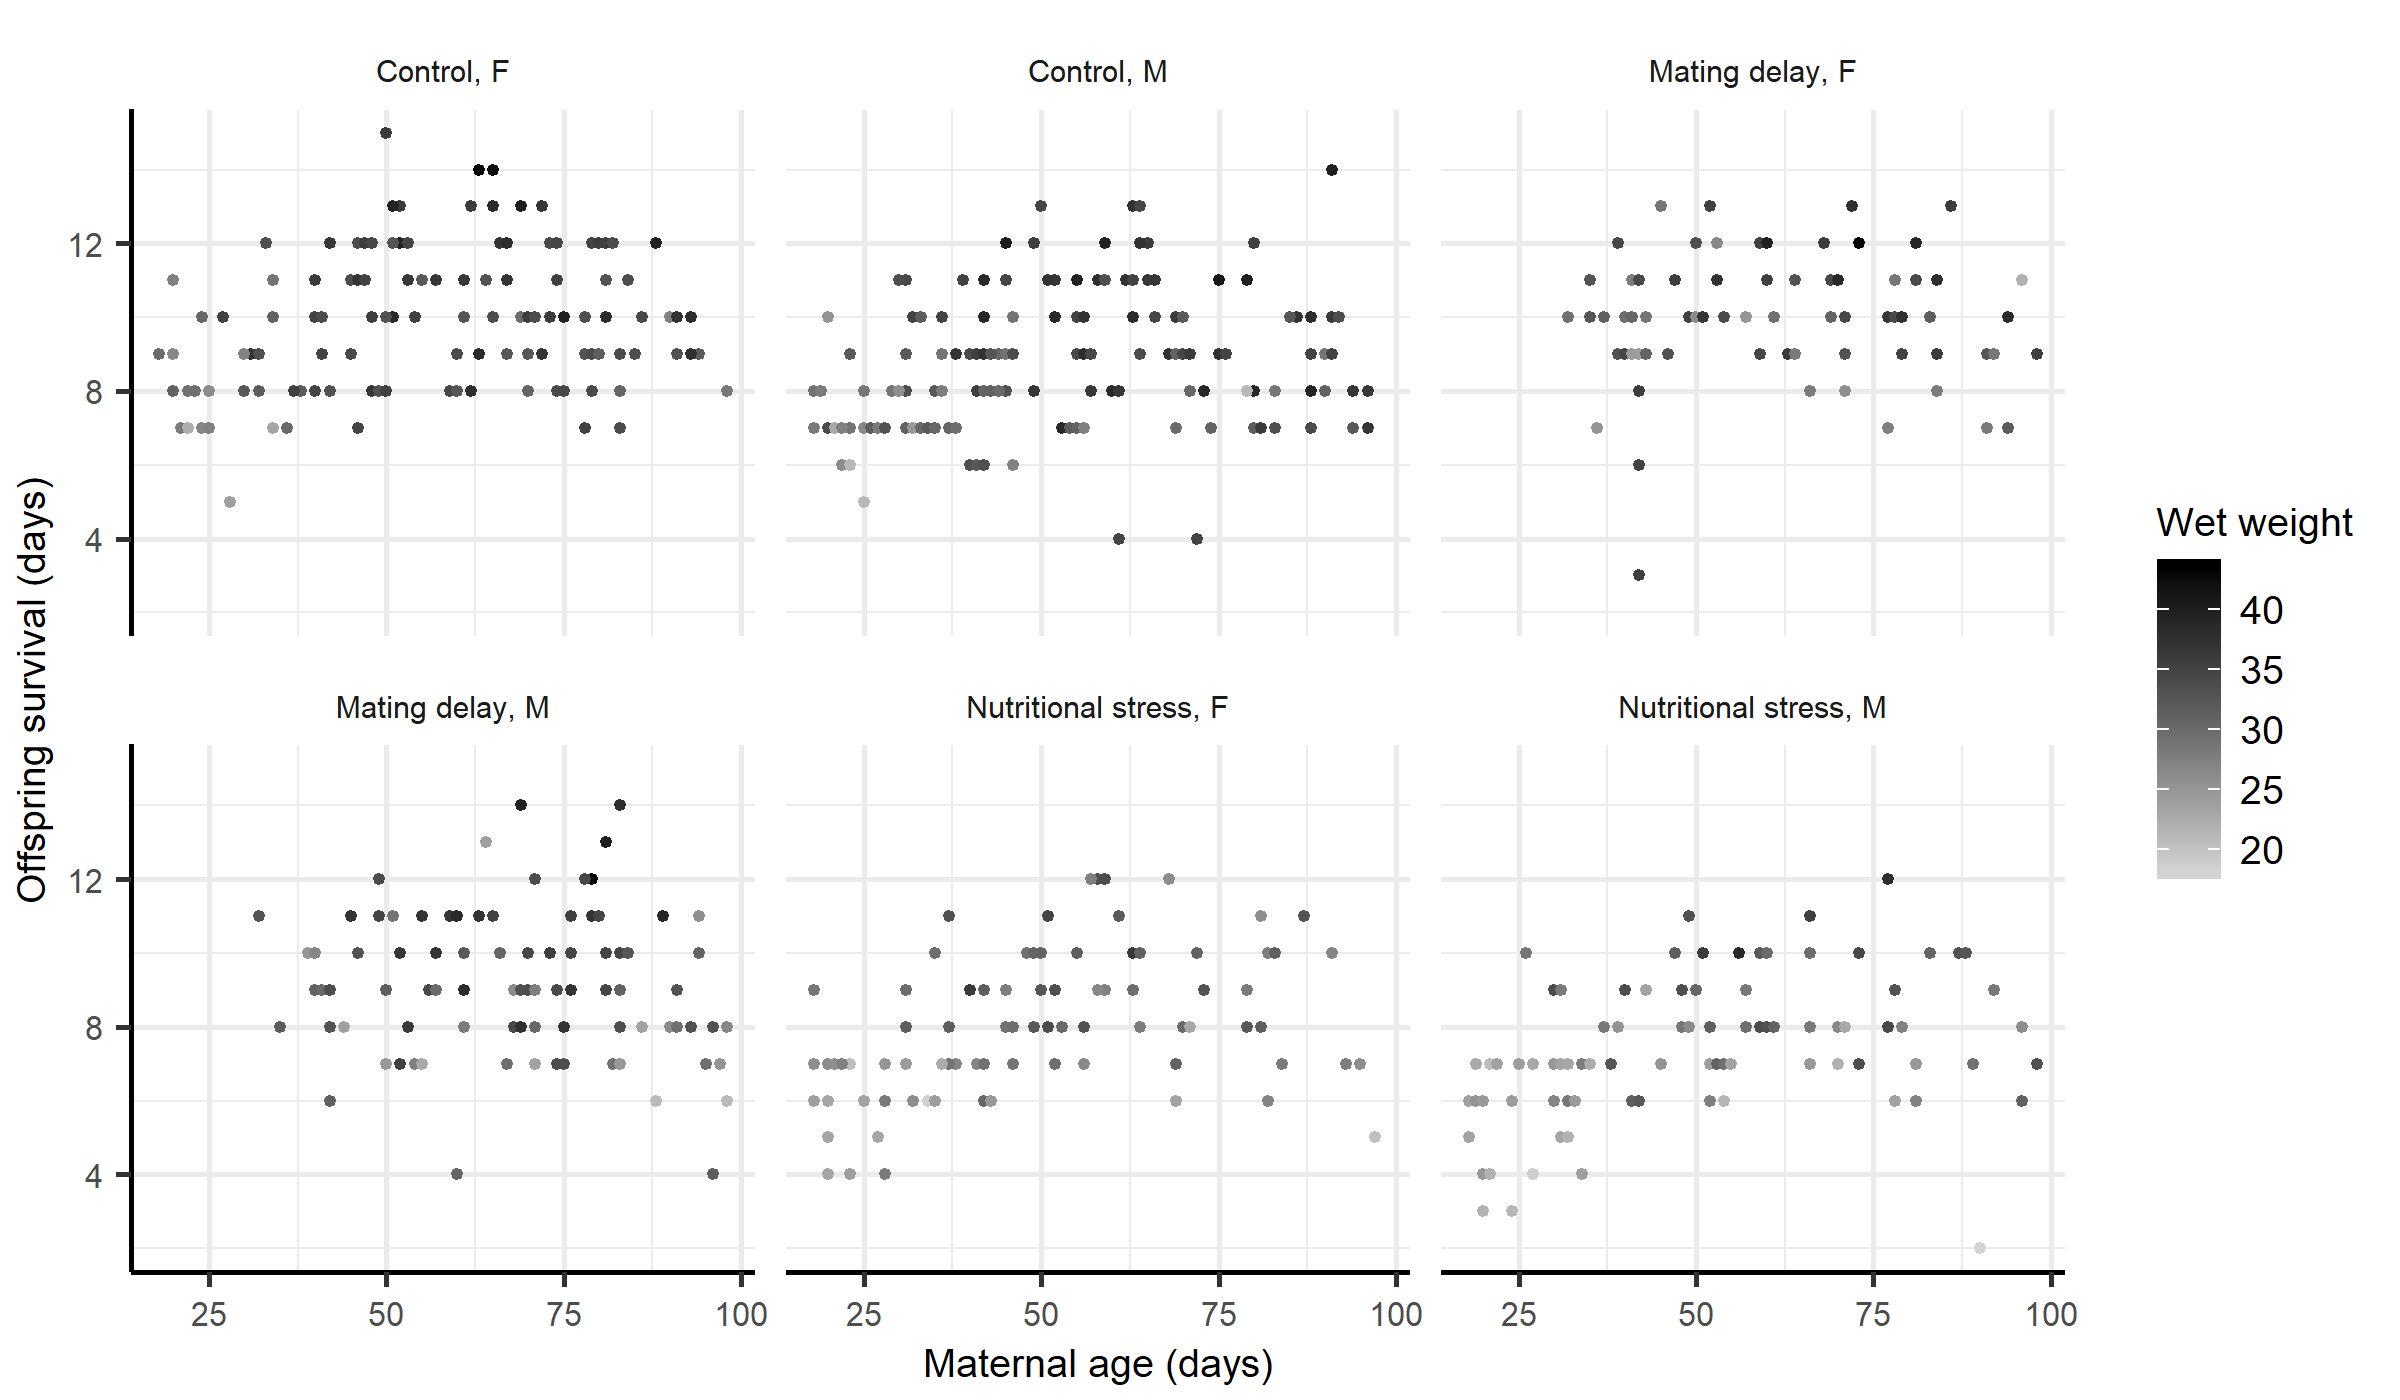 Control, F
Control, M
Mating delay, F
12
8
4
Offspring survival (days)
Mating delay, M
Nutritional stress, F
Nutritional stress, M
12
8
4
25
50
75
100
25
50
75
100
25
50
75
100
Maternal age (days)
Wet weight
40
35
30
25
20